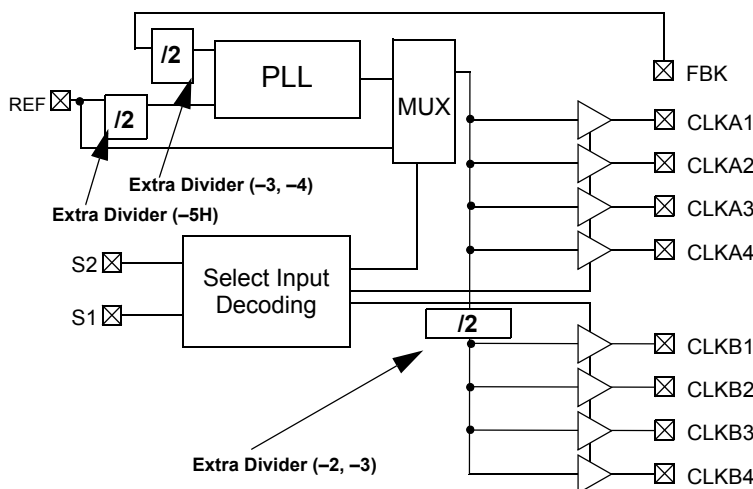 /2
PLL
MUX
FBK
REF
/2
CLKA1
CLKA2
CLKA3
CLKA4
Extra Divider (–3, –4)
Extra Divider (–5H)
S2
S1
Select Input
Decoding
/2
CLKB1
CLKB2
CLKB3
CLKB4
Extra Divider (–2, –3)